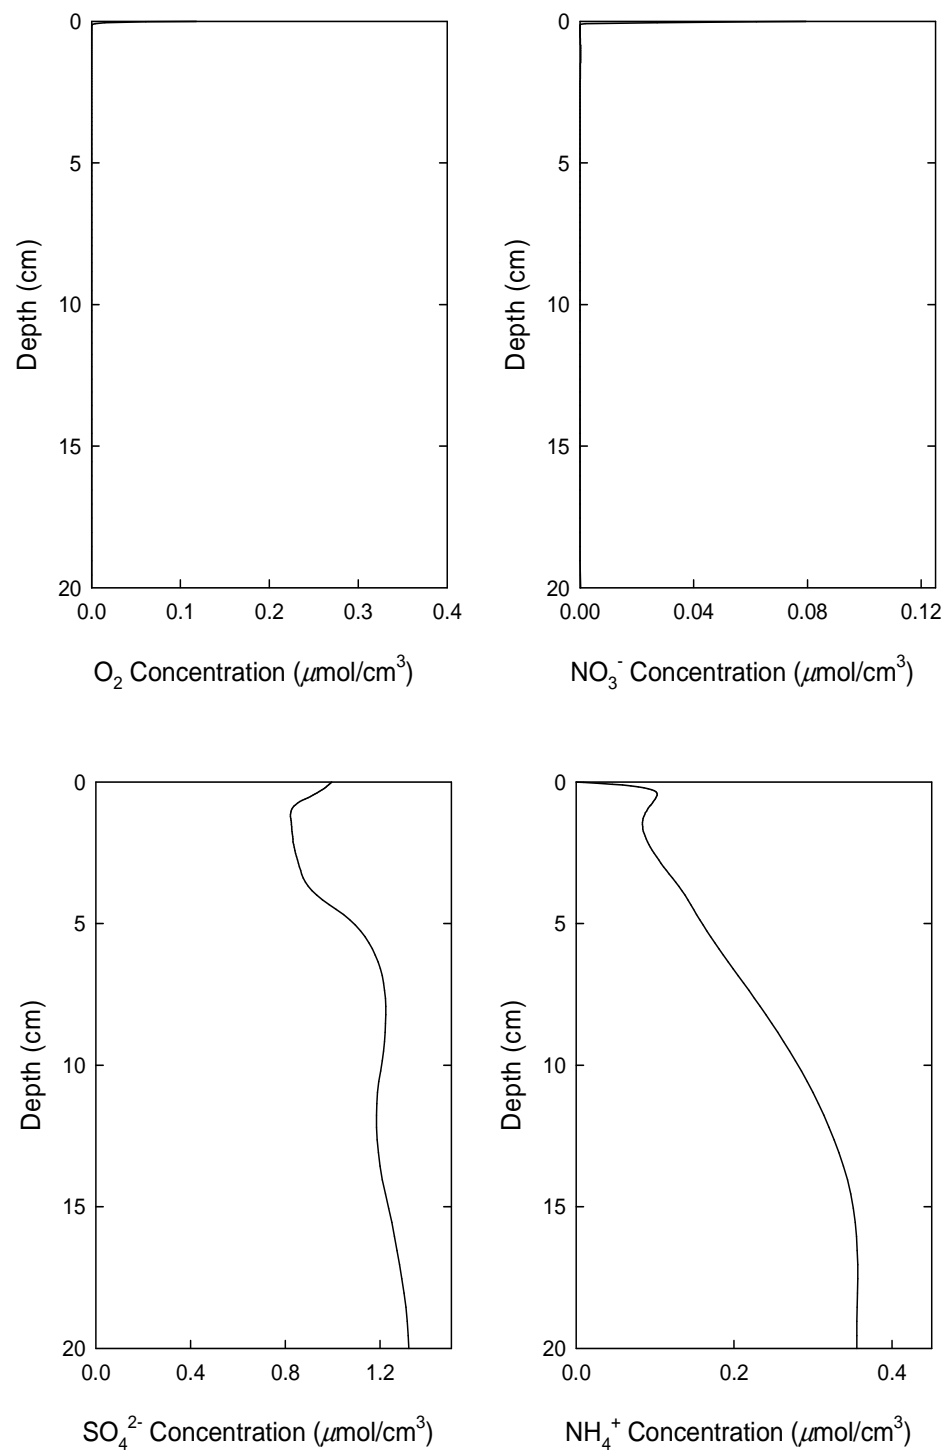 0
5
10
15
20
Depth (cm)
0.0 0.1 0.2 0.3 0.4
O₂ Concentration (μmol/cm³)
0
5
10
15
20
Depth (cm)
0.00 0.04 0.08 0.12
NO₃⁻ Concentration (μmol/cm³)
0
5
10
15
20
Depth (cm)
0.0 0.4 0.8 1.2
SO₄²⁻ Concentration (μmol/cm³)
0
5
10
15
20
Depth (cm)
0.0 0.2 0.4
NH₄⁺ Concentration (μmol/cm³)